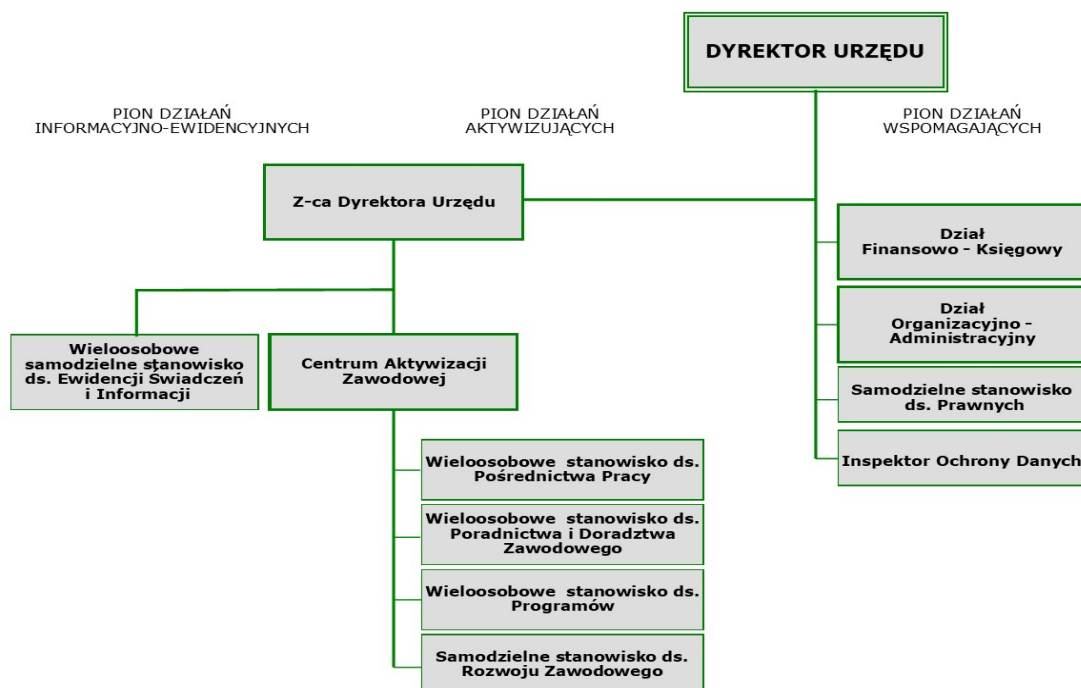 DYREKTOR URZĘDU
PION DZIAŁAŃ
INFORMACYJNO-EWIDENCYJNYCH
PION DZIAŁAŃ
AKTYWIZUJĄCYCH
PION DZIAŁAŃ
WSPOMAGAJĄCYCH
Z-ca Dyrektora Urzędu
Dział
Finansowo - Księgowy
Dział
Organizacyjno -
Administracyjny
Samodzielne stanowisko
ds. Prawnych
Inspektor Ochrony Danych
Wieloosobowe
samodzielne stanowisko
ds. Ewidencji Świadczeń
i Informacji
Centrum Aktywizacji
Zawodowej
Wieloosobowe stanowisko ds.
Pośrednictwa Pracy
Wieloosobowe stanowisko ds.
Poradnictwa i Doradztwa
Zawodowego
Wieloosobowe stanowisko ds.
Programów
Samodzielne stanowisko ds.
Rozwoju Zawodowego